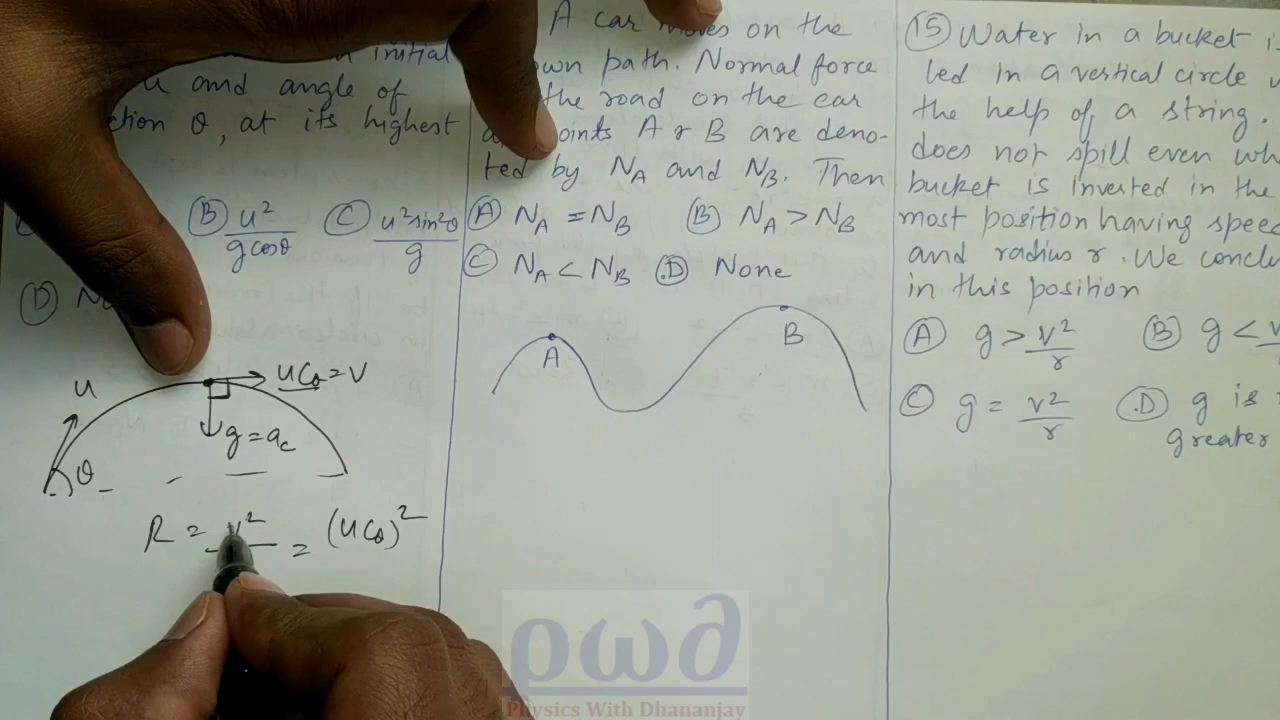 initial
u and angle of
ction θ, at its highest
(B) u²/gcosθ (C) u²sin²θ/g
(D)
u
ucθ = v
g = ac
θ
R = v² = (ucθ)²
A car moves on the
own path. Normal force
the road on the car
oints A & B are deno-
ted by NA and NB. Then
(A) NA = NB (B) NA > NB
(C) NA < NB (D) None
A
B
(15) Water in a bucket i
led in a vertical circle
the help of a string.
does not spill even wh
bucket is inverted in the
most position having speed
and radius r. We conclu
in this position
(A) g > v²/r (B) g < v
(C) g = v²/r (D) g is
greater
ρω∂
Physics With Dhananjay